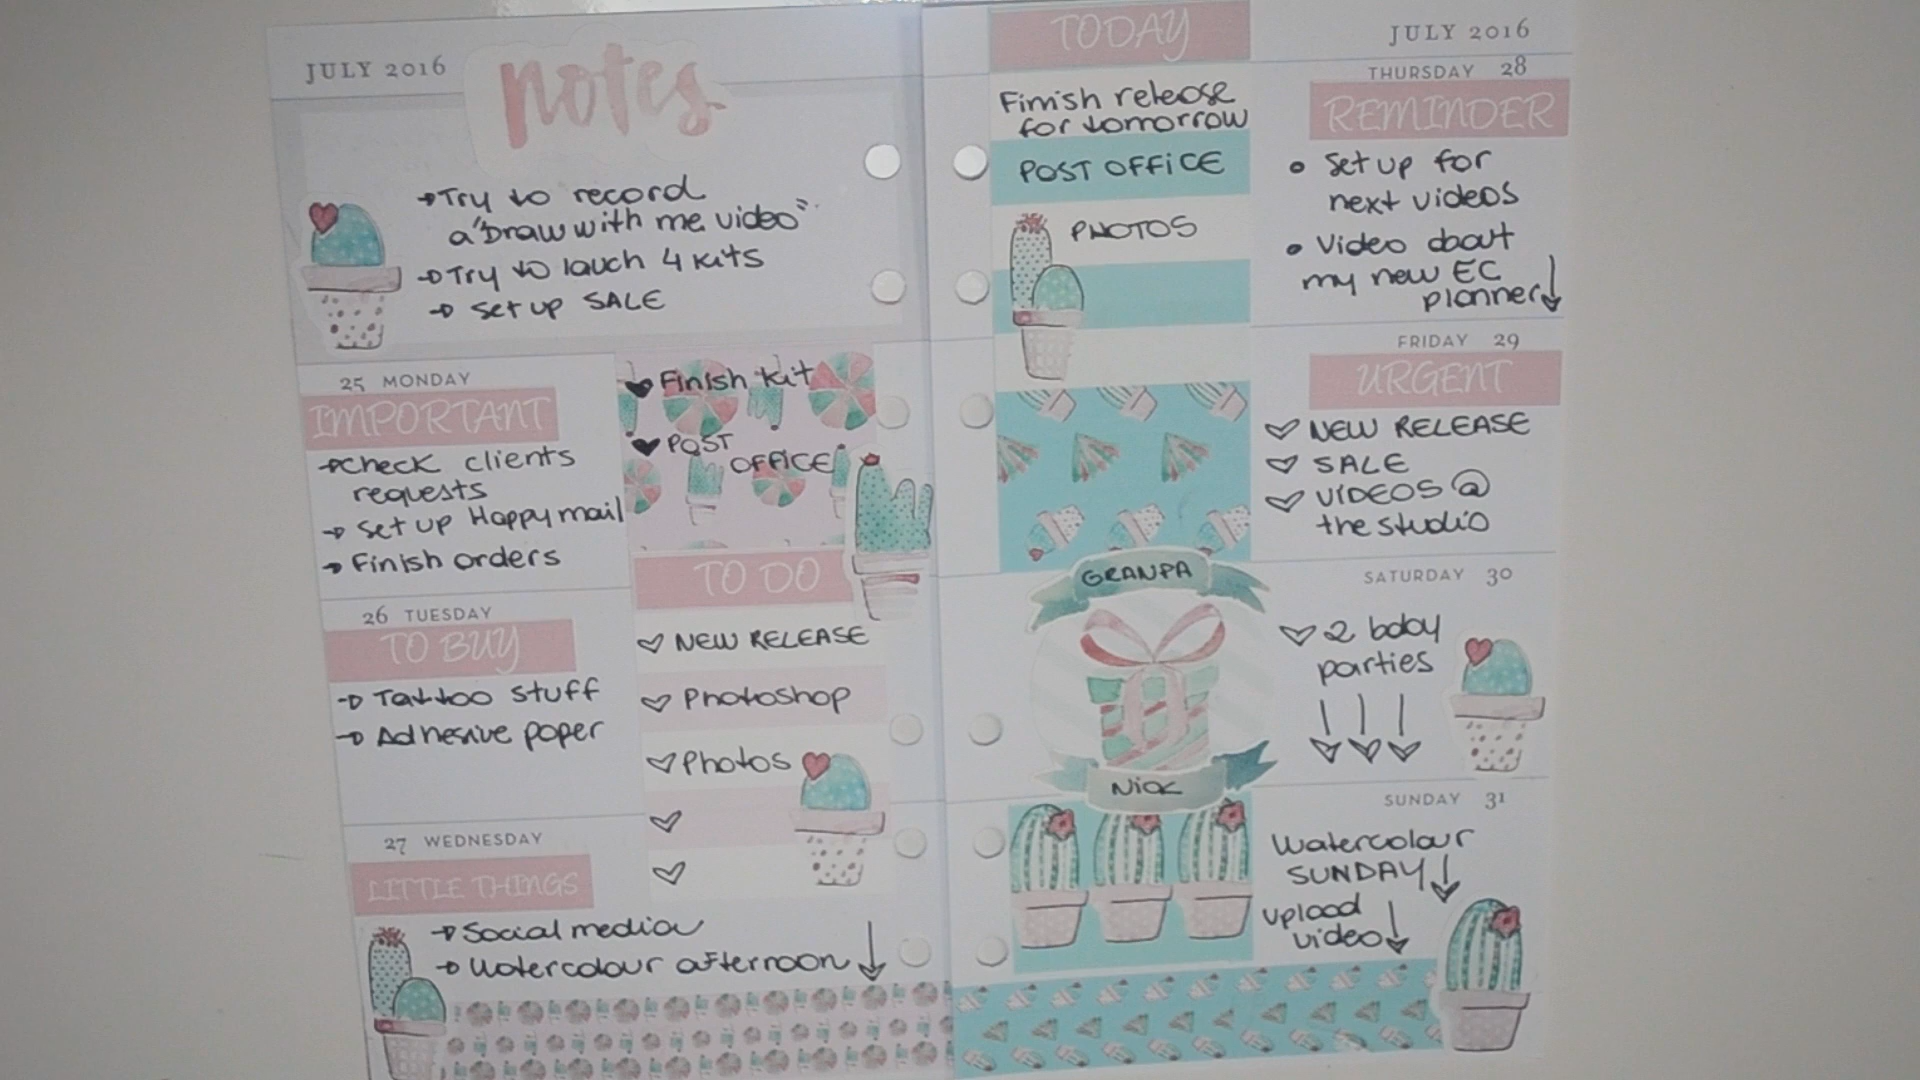 JULY 2016
notes
Try to record
a "Draw with me video"
Try to lauch 4 kits
set up SALE
25 MONDAY
IMPORTANT
check clients
requests
set up Happy mail
Finish orders
Finish kit
POST
OFFICE
26 TUESDAY
TO BUY
Tattoo stuff
Adhesive paper
TO DO
NEW RELEASE
Photoshop
Photos
27 WEDNESDAY
LITTLE THINGS
Social media
Watercolour afternoon
TODAY
Finish release
for tomorrow
POST OFFiCE
PHOTOS
GRANPA
NiCK
JULY 2016
THURSDAY 28
REMINDER
Set up for
next videos
Video about
my new EC
planner
FRIDAY 29
URGENT
NEW RELEASE
SALE
ViDEOS @
the studio
SATURDAY 30
2 baby
parties
SUNDAY 31
Watercolour
SUNDAY
upload
video